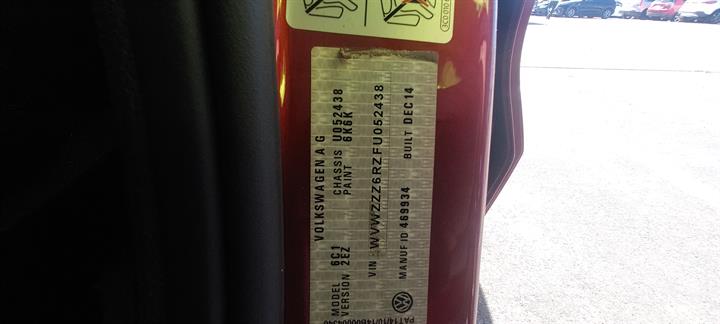 VOLKSWAGEN A G
MODEL 6C1 CHASSIS U052438
VERSION 2EZ PAINT 6K6K
VIN WVWZZZ6RZFU052438
MANUF ID 469934 BUILT DEC 14